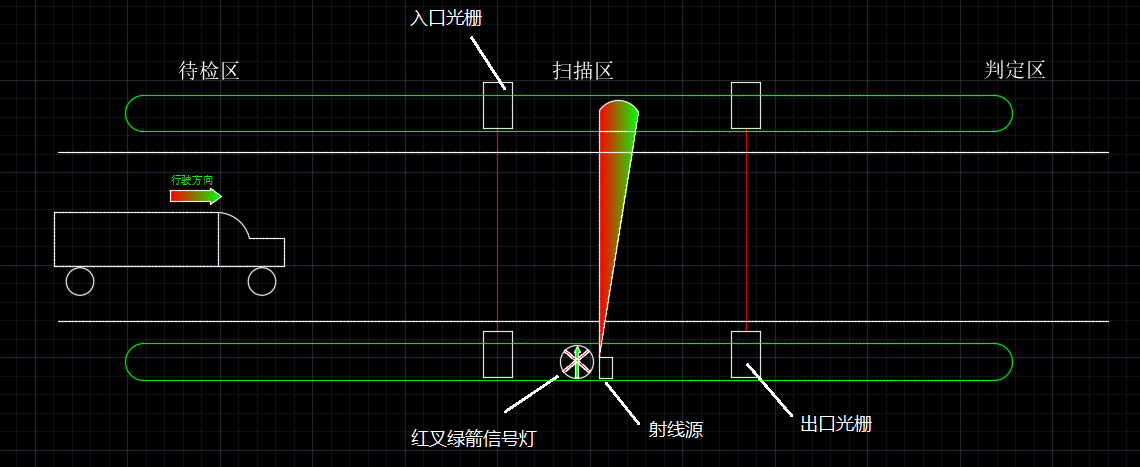 入口光栅
待检区
扫描区
判定区
行驶方向
红叉绿箭信号灯
射线源
出口光栅